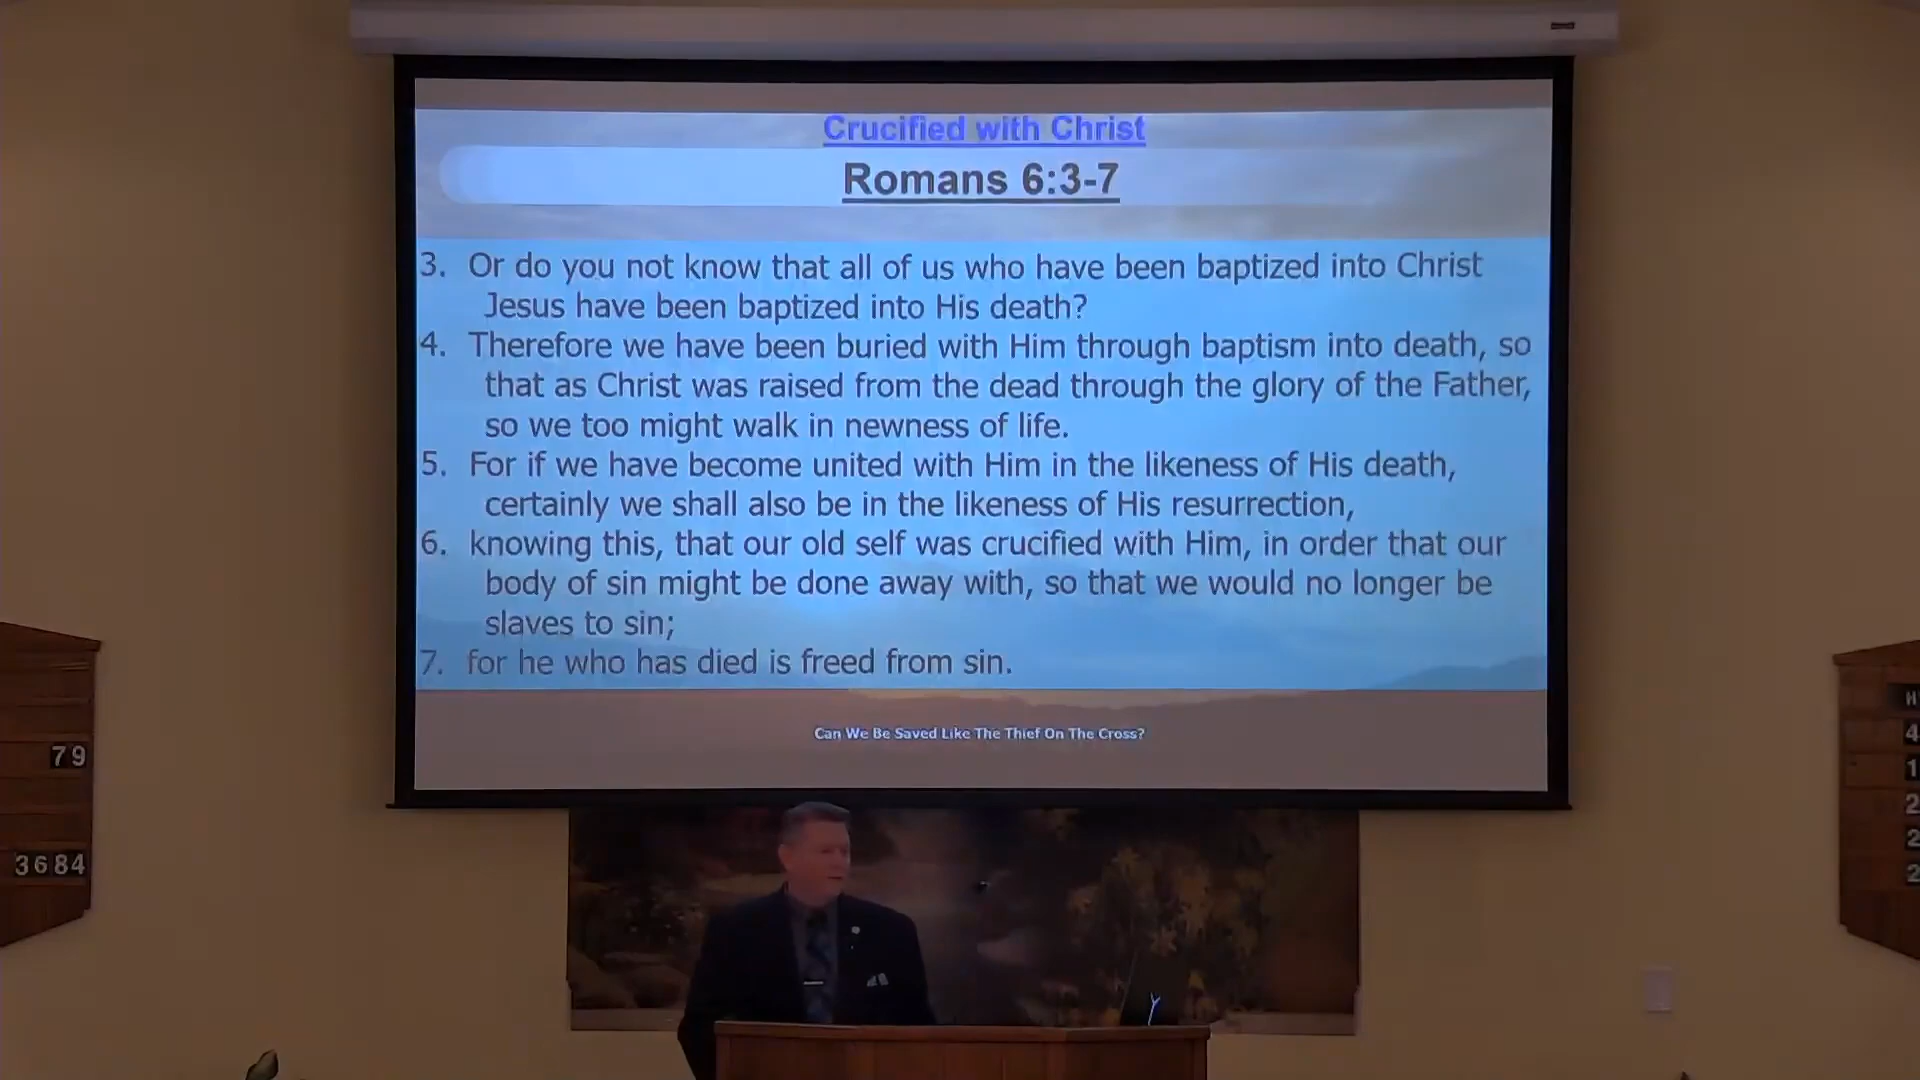 Crucified with Christ
Romans 6:3-7
3. Or do you not know that all of us who have been baptized into Christ
Jesus have been baptized into His death?
4. Therefore we have been buried with Him through baptism into death, so
that as Christ was raised from the dead through the glory of the Father,
so we too might walk in newness of life.
5. For if we have become united with Him in the likeness of His death,
certainly we shall also be in the likeness of His resurrection,
6. knowing this, that our old self was crucified with Him, in order that our
body of sin might be done away with, so that we would no longer be
slaves to sin;
7. for he who has died is freed from sin.
Can We Be Saved Like The Thief On The Cross?
79
3684
H
4
1
2
2
2